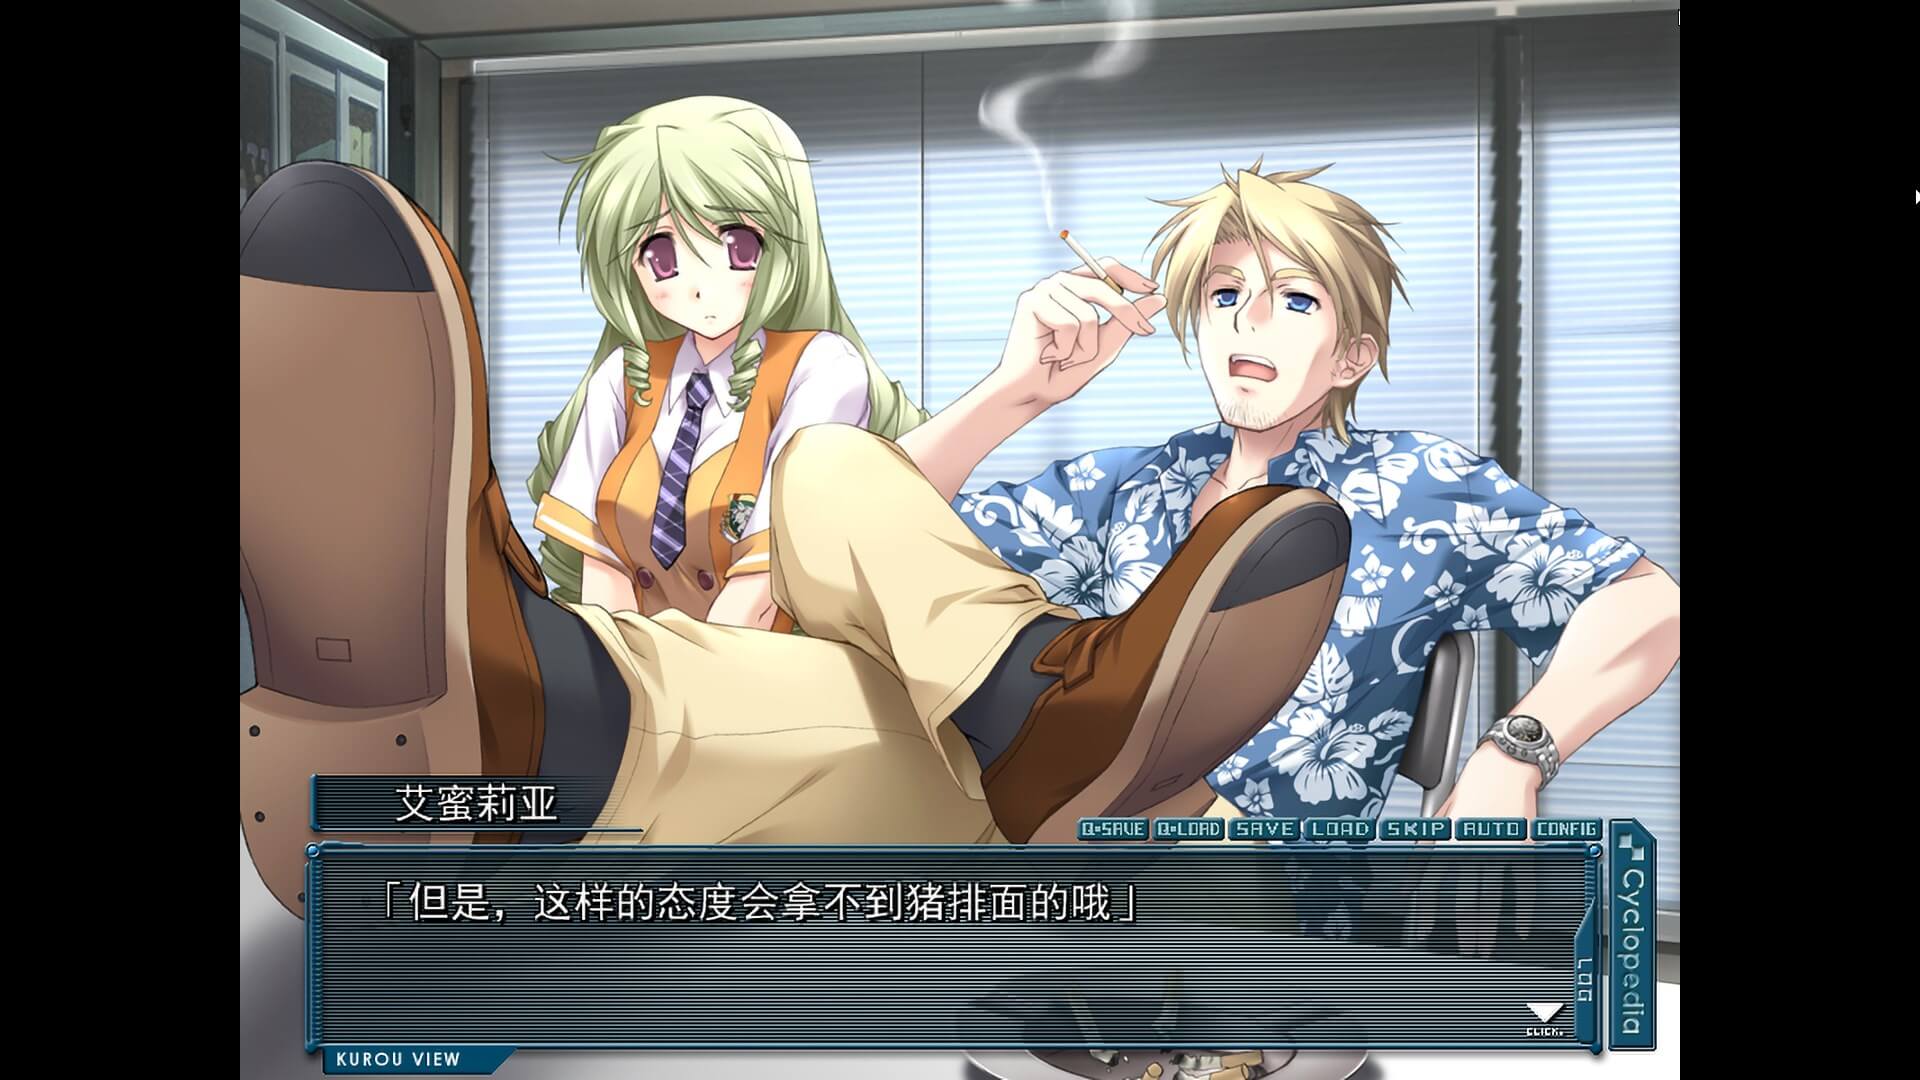 艾蜜莉亚
Q-SAVE Q-LOAD SAVE LOAD SKIP AUTO CONFIG
「但是，这样的态度会拿不到猪排面的哦」
Cyclopedia
LOG
CLICK.
KUROU VIEW